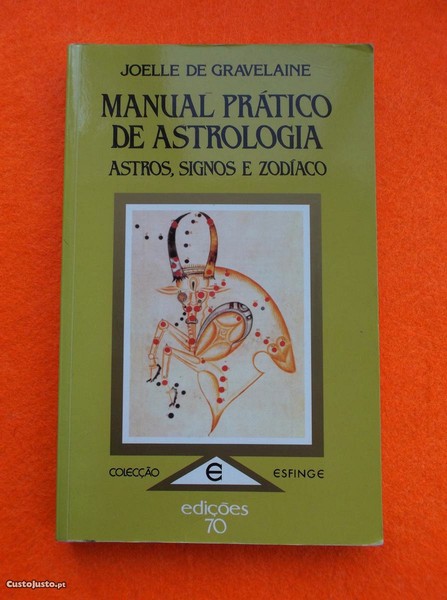 JOELLE DE GRAVELAINE
MANUAL PRÁTICO
DE ASTROLOGIA
ASTROS, SIGNOS E ZODÍACO
COLECÇÃO E ESFINGE
edições
70
CustoJusto.pt